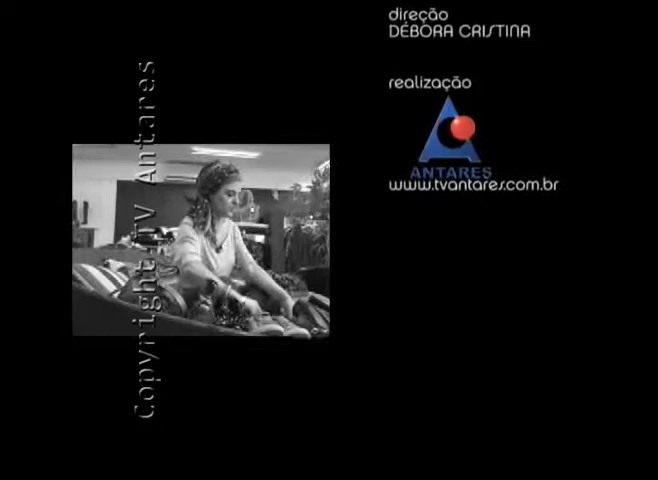 direção
DÉBORA CRISTINA
realização
ANTARES
www.tvantares.com.br
Copyright TV Antares